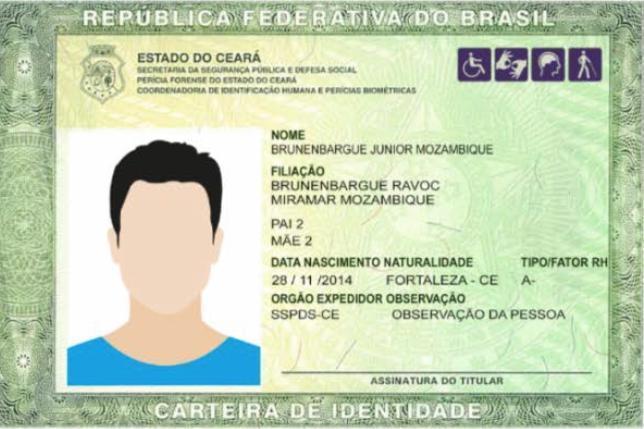 REPÚBLICA FEDERATIVA DO BRASIL
ESTADO DO CEARÁ
SECRETARIA DA SEGURANÇA PÚBLICA E DEFESA SOCIAL
PERÍCIA FORENSE DO ESTADO DO CEARÁ
COORDENADORIA DE IDENTIFICAÇÃO HUMANA E PERÍCIAS BIOMÉTRICAS
NOME
BRUNENBARGUE JUNIOR MOZAMBIQUE
FILIAÇÃO
BRUNENBARGUE RAVOC
MIRAMAR MOZAMBIQUE
PAI 2
MÃE 2
DATA NASCIMENTO NATURALIDADE TIPO/FATOR RH
28 / 11 /2014 FORTALEZA - CE A-
ORGÃO EXPEDIDOR OBSERVAÇÃO
SSPDS-CE OBSERVAÇÃO DA PESSOA
ASSINATURA DO TITULAR
CARTEIRA DE IDENTIDADE